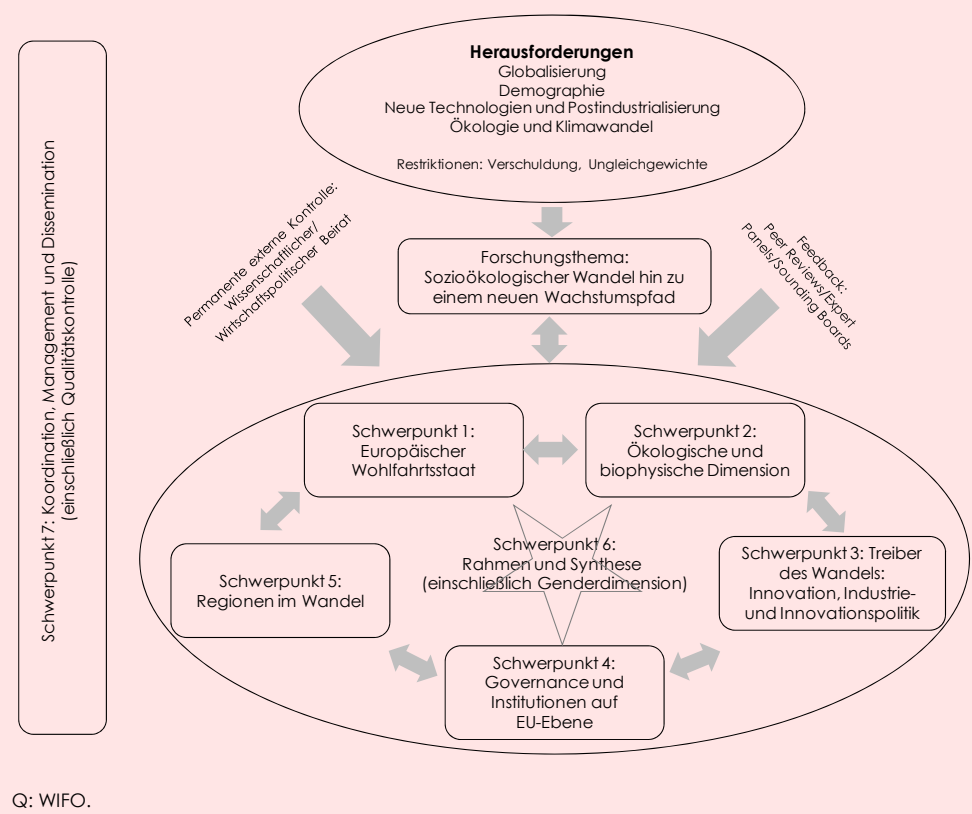 Herausforderungen
Globalisierung
Demographie
Neue Technologien und Postindustrialisierung
Ökologie und Klimawandel
Restriktionen: Verschuldung, Ungleichgewichte
Schwerpunkt 7: Koordination, Management und Dissemination
(einschließlich Qualitätskontrolle)
Permanente externe Kontrolle:
Wissenschaftlicher/
Wirtschaftspolitischer Beirat
Forschungsthema:
Sozioökologischer Wandel hin zu
einem neuen Wachstumspfad
Feedback:
Peer Reviews/Expert
Panels/Sounding Boards
Schwerpunkt 1:
Europäischer
Wohlfahrtsstaat
Schwerpunkt 2:
Ökologische und
biophysische Dimension
Schwerpunkt 6:
Rahmen und Synthese
(einschließlich Genderdimension)
Schwerpunkt 5:
Regionen im Wandel
Schwerpunkt 3: Treiber
des Wandels:
Innovation, Industrie-
und Innovationspolitik
Schwerpunkt 4:
Governance und
Institutionen auf
EU-Ebene
Q: WIFO.